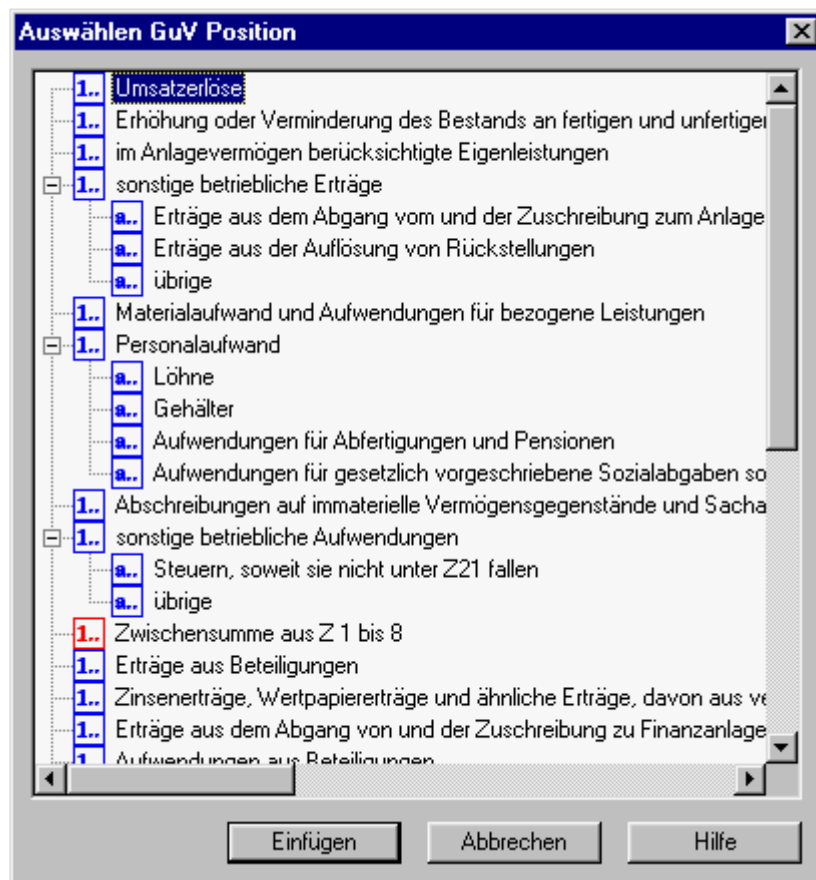 Auswählen GuV Position
1.. Umsatzerlöse
1.. Erhöhung oder Verminderung des Bestands an fertigen und unfertigen
1.. im Anlagevermögen berücksichtigte Eigenleistungen
1.. sonstige betriebliche Erträge
a.. Erträge aus dem Abgang vom und der Zuschreibung zum Anlage
a.. Erträge aus der Auflösung von Rückstellungen
a.. übrige
1.. Materialaufwand und Aufwendungen für bezogene Leistungen
1.. Personalaufwand
a.. Löhne
a.. Gehälter
a.. Aufwendungen für Abfertigungen und Pensionen
a.. Aufwendungen für gesetzlich vorgeschriebene Sozialabgaben so
1.. Abschreibungen auf immaterielle Vermögensgegenstände und Sacha
1.. sonstige betriebliche Aufwendungen
a.. Steuern, soweit sie nicht unter Z21 fallen
a.. übrige
1.. Zwischensumme aus Z 1 bis 8
1.. Erträge aus Beteiligungen
1.. Zinsenerträge, Wertpapiererträge und ähnliche Erträge, davon aus ve
1.. Erträge aus dem Abgang von und der Zuschreibung zu Finanzanlage
1.. Aufwendungen aus Beteiligungen
Einfügen Abbrechen Hilfe